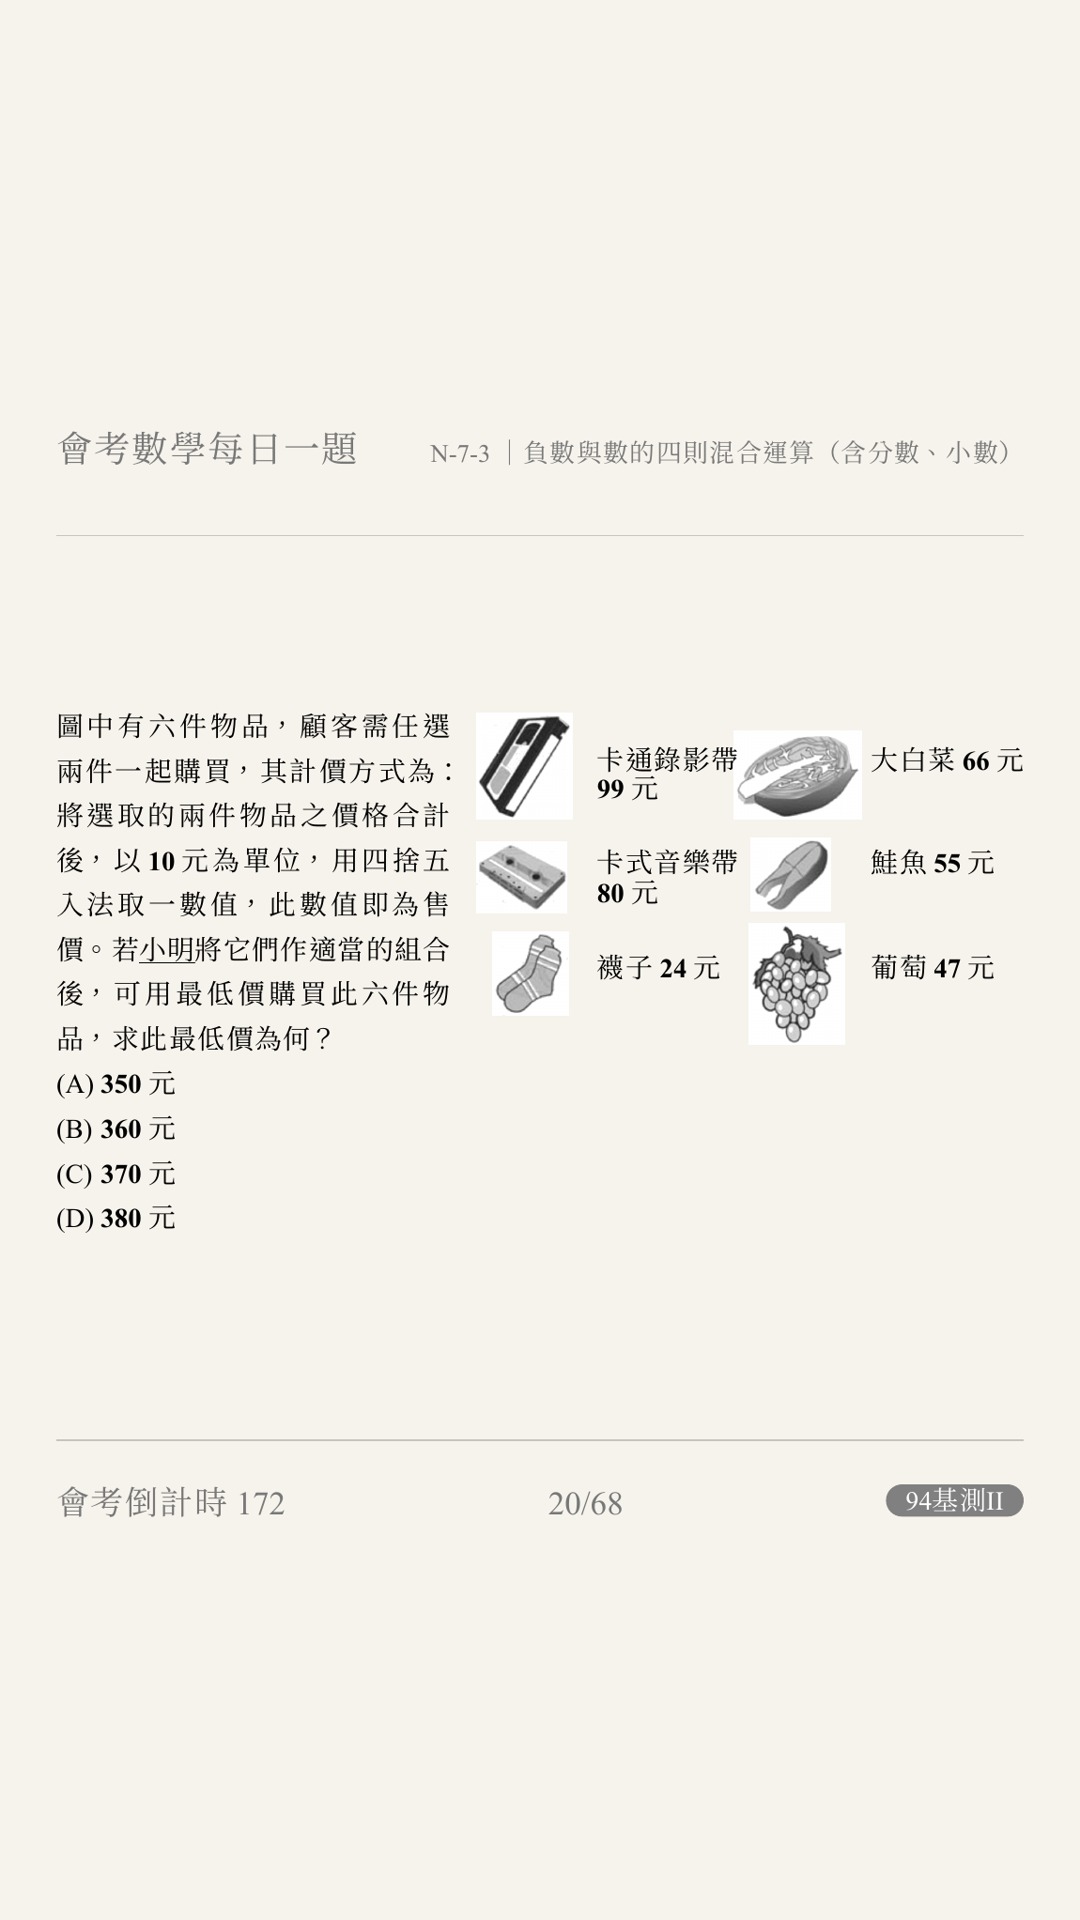 會考數學每日一題
N-7-3｜負數與數的四則混合運算（含分數、小數）
圖中有六件物品，顧客需任選
兩件一起購買，其計價方式為：
將選取的兩件物品之價格合計
後，以 10 元為單位，用四捨五
入法取一數值，此數值即為售
價。若小明將它們作適當的組合
後，可用最低價購買此六件物
品，求此最低價為何？
(A) 350 元
(B) 360 元
(C) 370 元
(D) 380 元
卡通錄影帶
99 元
大白菜 66 元
卡式音樂帶
80 元
鮭魚 55 元
襪子 24 元
葡萄 47 元
會考倒計時 172
20/68
94基測II